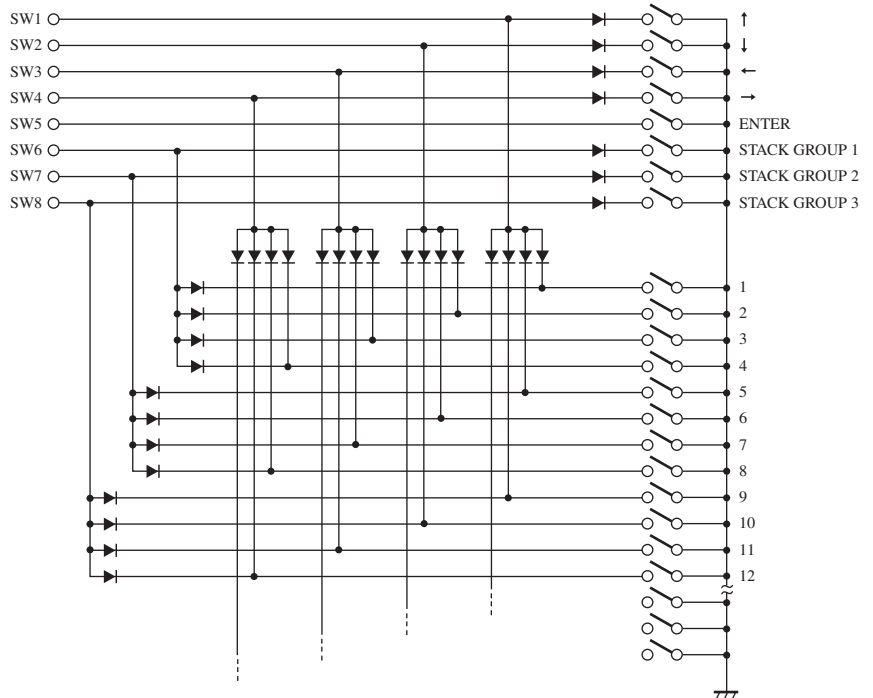 SW1 ↑
SW2 ↓
SW3 ←
SW4 →
SW5 ENTER
SW6 STACK GROUP 1
SW7 STACK GROUP 2
SW8 STACK GROUP 3
1
2
3
4
5
6
7
8
9
10
11
12